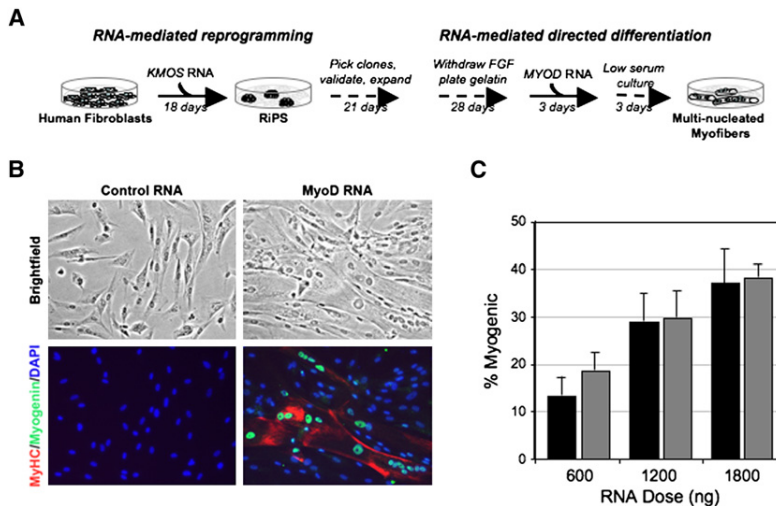 A
RNA-mediated reprogramming
RNA-mediated directed differentiation
KMOS RNA
18 days
Human Fibroblasts
RiPS
Pick clones,
validate, expand
21 days
Withdraw FGF
plate gelatin
28 days
MYOD RNA
3 days
Low serum
culture
3 days
Multi-nucleated
Myofibers
B
Control RNA
MyoD RNA
Brightfield
MyHC/Myogenin/DAPI
C
% Myogenic
50
40
30
20
10
0
600 1200 1800
RNA Dose (ng)